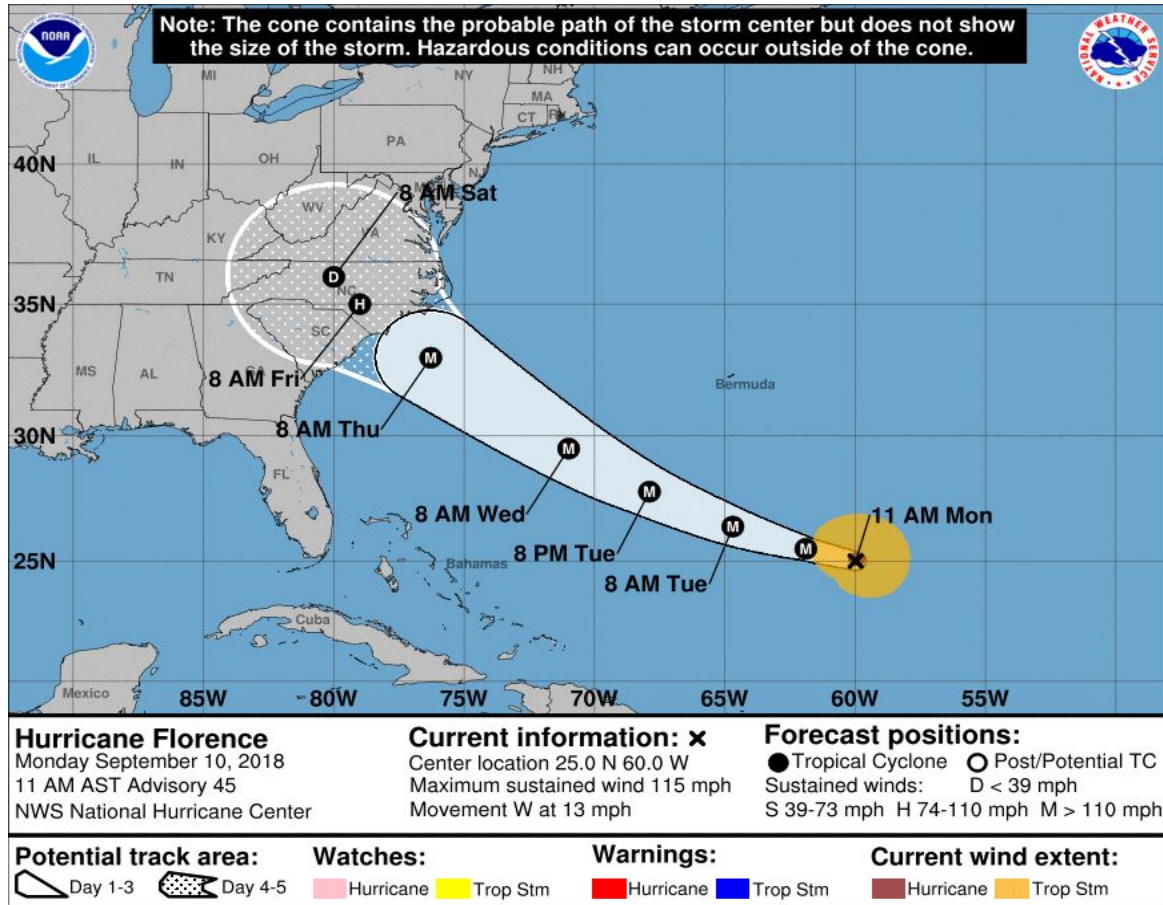 Note: The cone contains the probable path of the storm center but does not show
the size of the storm. Hazardous conditions can occur outside of the cone.
NOAA
NATIONAL WEATHER SERVICE
MI
NY
NH
MA
CT
RI
40N
IL
IN
OH
PA
NJ
8 AM Sat
WV
KY
VA
D
TN
NC
H
35N
SC
MS
AL
GA
8 AM Fri
M
Bermuda
8 AM Thu
30N
FL
M
8 AM Wed
M
8 PM Tue
M
8 AM Tue
M
11 AM Mon
25N
Bahamas
Cuba
Mexico
85W 80W 75W 70W 65W 60W 55W
Hurricane Florence
Monday September 10, 2018
11 AM AST Advisory 45
NWS National Hurricane Center
Current information: ×
Center location 25.0 N 60.0 W
Maximum sustained wind 115 mph
Movement W at 13 mph
Forecast positions:
Tropical Cyclone Post/Potential TC
Sustained winds: D < 39 mph
S 39-73 mph H 74-110 mph M > 110 mph
Potential track area:
Day 1-3 Day 4-5
Watches:
Hurricane Trop Stm
Warnings:
Hurricane Trop Stm
Current wind extent:
Hurricane Trop Stm